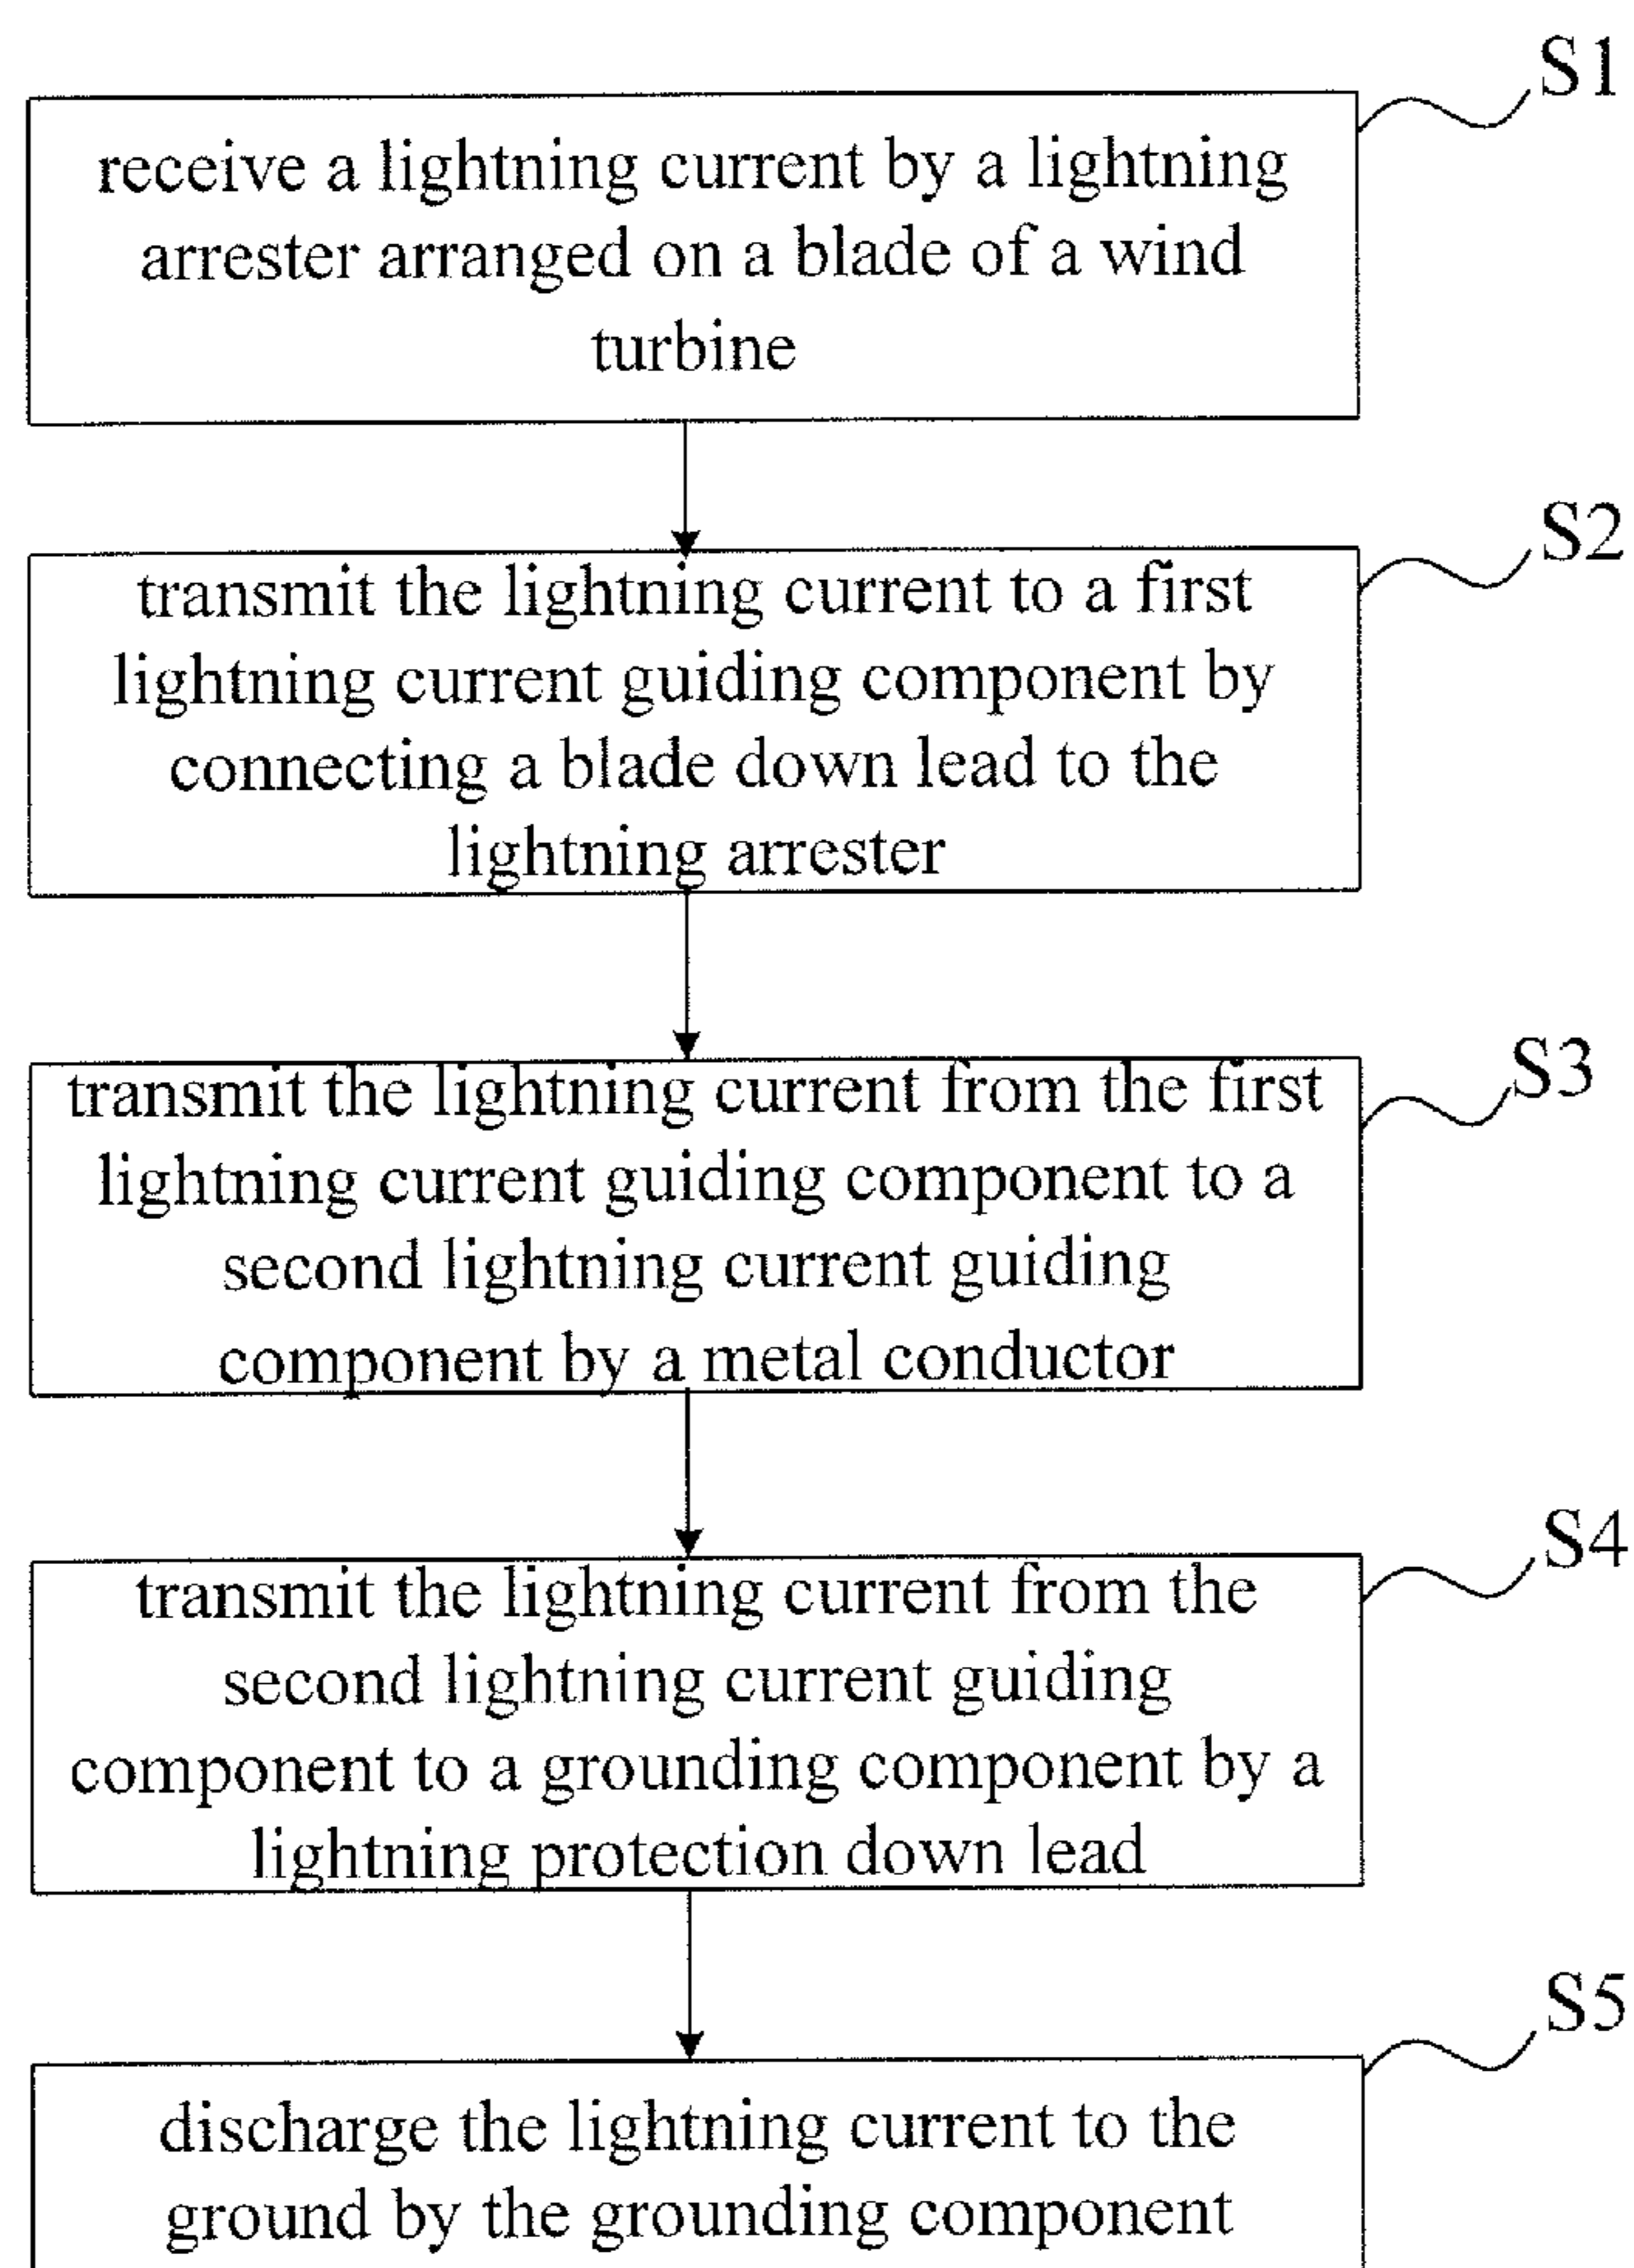 S1
receive a lightning current by a lightning
arrester arranged on a blade of a wind
turbine
S2
transmit the lightning current to a first
lightning current guiding component by
connecting a blade down lead to the
lightning arrester
S3
transmit the lightning current from the first
lightning current guiding component to a
second lightning current guiding
component by a metal conductor
S4
transmit the lightning current from the
second lightning current guiding
component to a grounding component by a
lightning protection down lead
S5
discharge the lightning current to the
ground by the grounding component